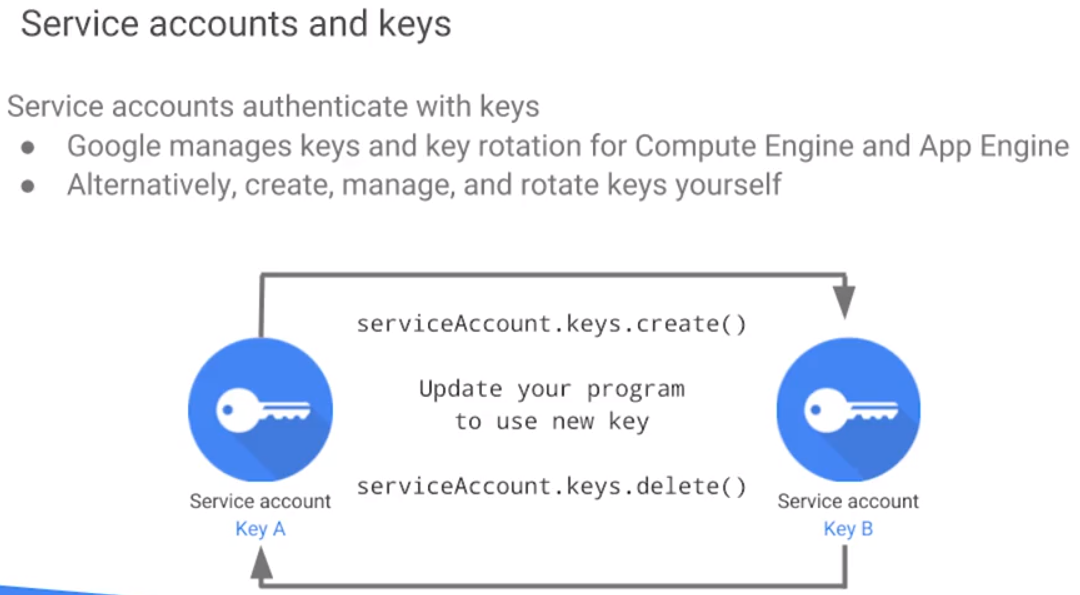 Service accounts and keys
Service accounts authenticate with keys
● Google manages keys and key rotation for Compute Engine and App Engine
● Alternatively, create, manage, and rotate keys yourself
serviceAccount.keys.create()
Update your program
to use new key
serviceAccount.keys.delete()
Service account
Key A
Service account
Key B